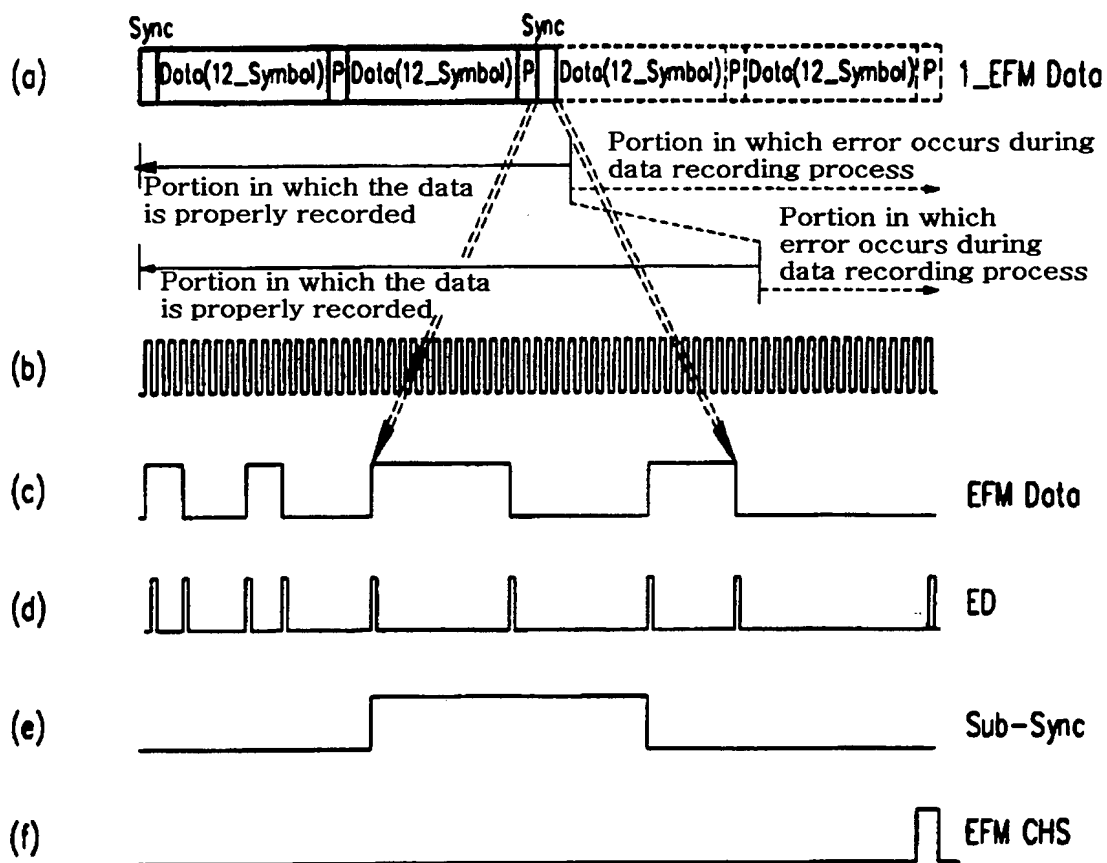 Sync
Sync
(a)
Data(12_Symbol) P Data(12_Symbol) P Data(12_Symbol) P Data(12_Symbol) P
1_EFM Data
Portion in which error occurs during
data recording process
Portion in which the data
is properly recorded
Portion in which
error occurs during
data recording process
Portion in which the data
is properly recorded
(b)
(c)
EFM Data
(d)
ED
(e)
Sub-Sync
(f)
EFM CHS